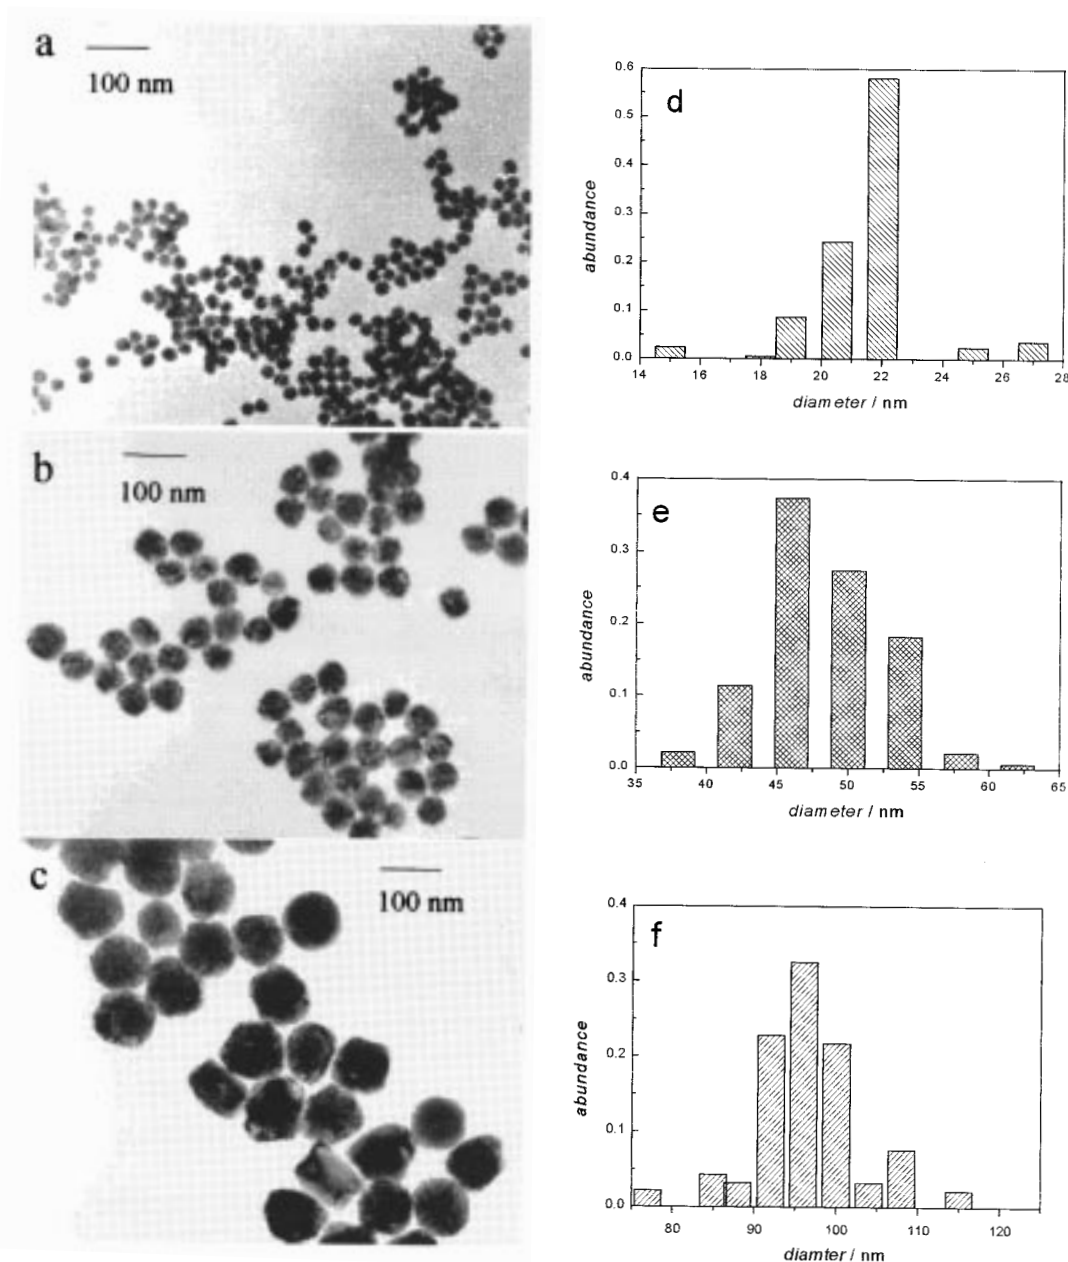 a
100 nm
d
0.6
0.5
0.4
0.3
0.2
0.1
0.0
abundance
14 16 18 20 22 24 26 28
diameter / nm
b
100 nm
e
0.4
0.3
0.2
0.1
0.0
abundance
35 40 45 50 55 60 65
diameter / nm
c
100 nm
f
0.4
0.3
0.2
0.1
0.0
abundance
80 90 100 110 120
diamter / nm